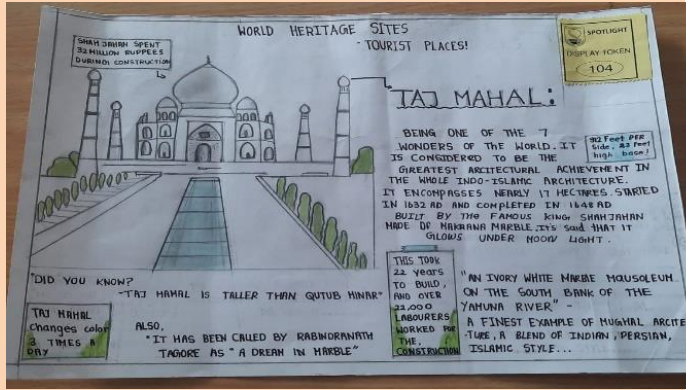 WORLD HERITAGE SITES
- TOURIST PLACES!
SPOTLIGHT
DISPLAY TOKEN
104
SHAH JAHAN SPENT
32 MILLION RUPPEES
DURING CONSTRUCTION
TAJ MAHAL:
BEING ONE OF THE 7
WONDERS OF THE WORLD. IT
IS CONSIDERED TO BE THE
GREATEST ARCITECTURAL ACHIEVEMENT IN
THE WHOLE INDO-ISLAMIC ARCHITECTURE.
IT ENCOMPASSES NEARLY 17 HECTARES. STARTED
IN 1632 AD AND COMPLETED IN 1648 AD
BUILT BY THE FAMOUS KING SHAH JAHAN
MADE OF MAKRANA MARBLE. It's SAID THAT IT
GLOWS UNDER MOON LIGHT.
312 Feet PER
Side, 23 Feet
high base!
"DID YOU KNOW?
-TAJ MAHAL IS TALLER THAN QUTUB MINAR"
TAJ MAHAL
Changes color
3 TIMES A
DAY
ALSO,
"IT HAS BEEN CALLED BY RABINDRANATH
TAGORE AS "A DREAM IN MARBLE"
THIS TOOK
22 years
TO BUILD,
AND OVER
22,000
LABOURERS
WORKED FOR
THE
CONSTRUCTION
"AN IVORY WHITE MARBLE MAUSOLEUM
ON THE SOUTH BANK OF THE
YAMUNA RIVER" -
A FINEST EXAMPLE OF MUGHAL ARCITE
-TURE, A BLEND OF INDIAN, PERSIAN,
ISLAMIC STYLE...